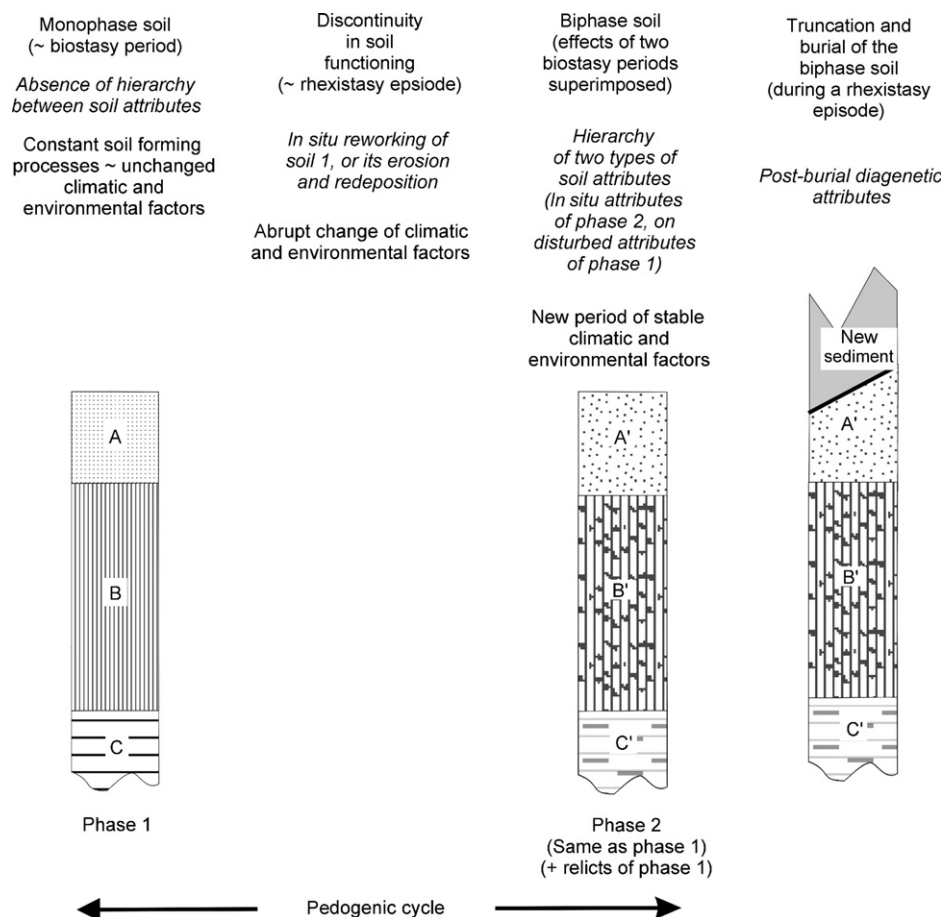 Monophase soil
(~ biostasy period)
Absence of hierarchy
between soil attributes
Constant soil forming
processes ~ unchanged
climatic and
environmental factors
Discontinuity
in soil
functioning
(~ rhexistasy epsiode)
In situ reworking of
soil 1, or its erosion
and redeposition
Abrupt change of climatic
and environmental factors
Biphase soil
(effects of two
biostasy periods
superimposed)
Hierarchy
of two types of
soil attributes
(In situ attributes
of phase 2, on
disturbed attributes
of phase 1)
New period of stable
climatic and
environmental factors
Truncation and
burial of the
biphase soil
(during a rhexistasy
episode)
Post-burial diagenetic
attributes
A
B
C
A'
B'
C'
New
sediment
A'
B'
C'
Phase 1
Phase 2
(Same as phase 1)
(+ relicts of phase 1)
Pedogenic cycle